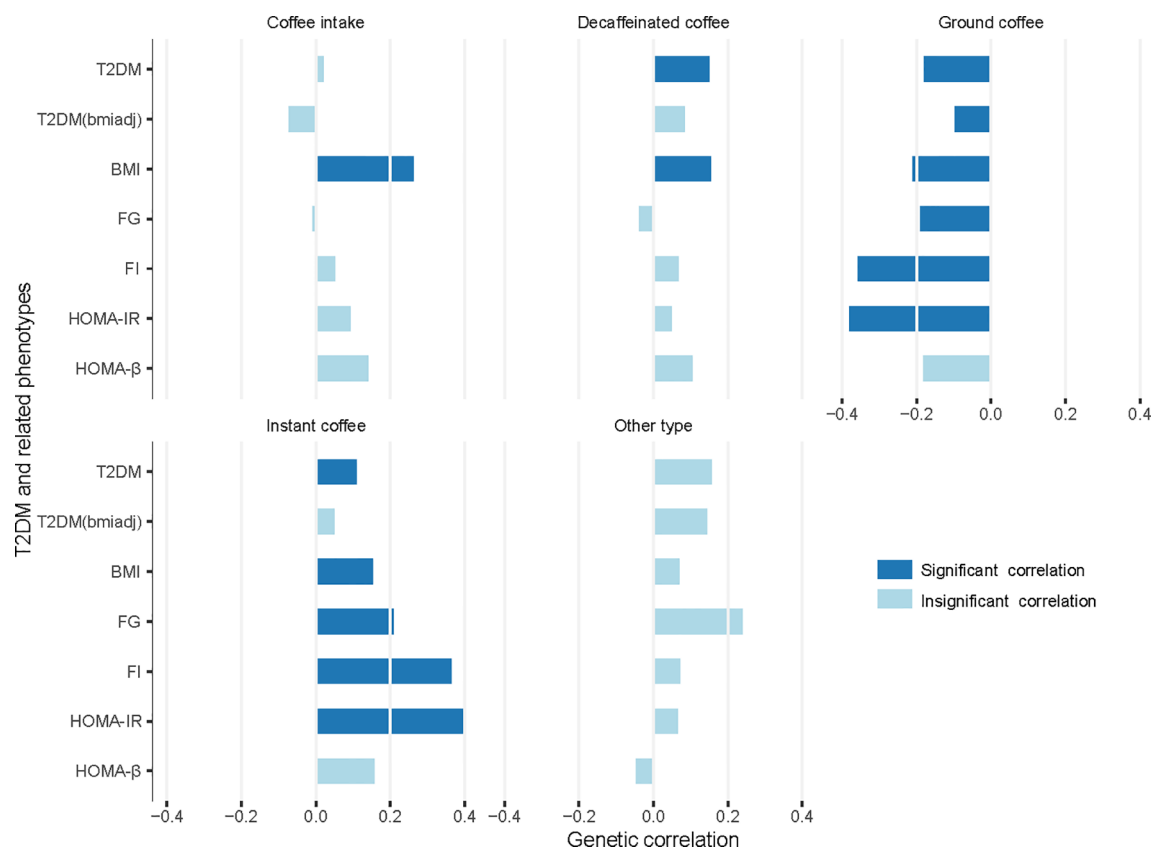 Coffee intake
Decaffeinated coffee
Ground coffee
T2DM
T2DM(bmiadj)
BMI
FG
FI
HOMA-IR
HOMA-β
−0.4
−0.2
0.0
0.2
0.4
T2DM and related phenotypes
Instant coffee
Other type
T2DM
T2DM(bmiadj)
BMI
FG
FI
HOMA-IR
HOMA-β
Significant correlation
Insignificant correlation
−0.4
−0.2
0.0
0.2
0.4
−0.4
−0.2
0.0
0.2
0.4
Genetic correlation